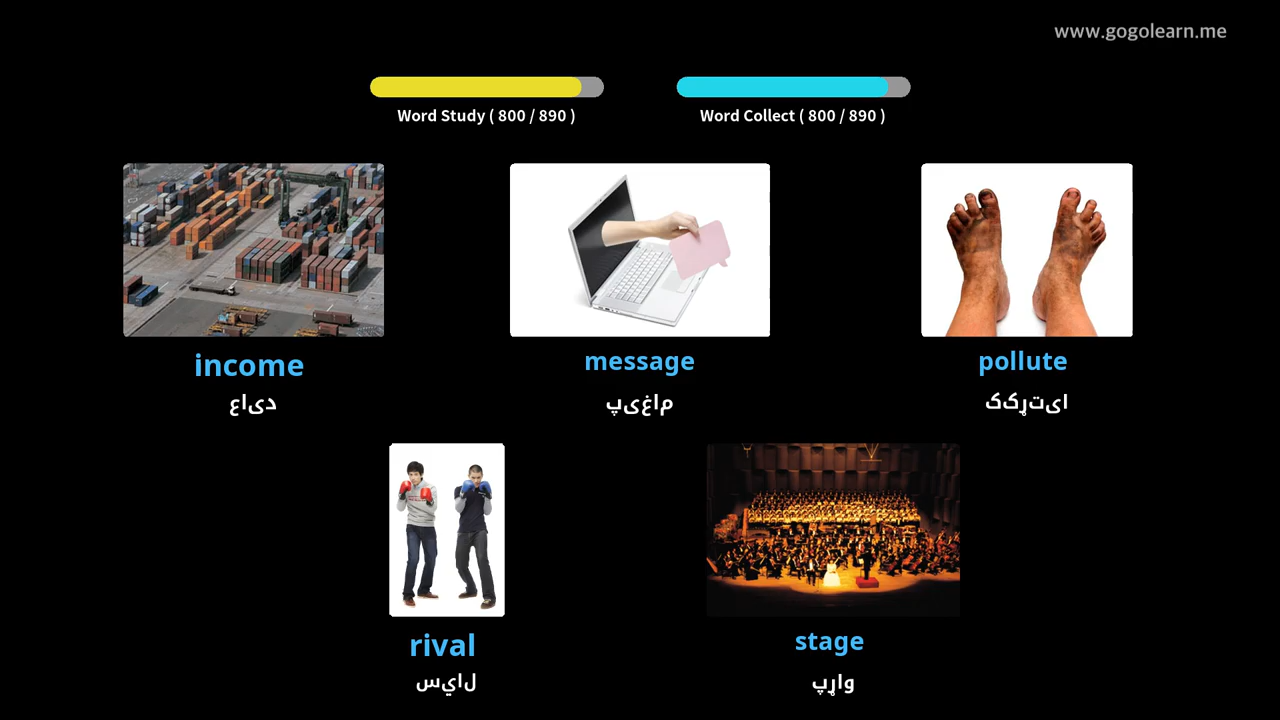 www.gogolearn.me
Word Study ( 800 / 890 )
Word Collect ( 800 / 890 )
income
دیاع
message
ماغیپ
pollute
ایتړکک
rival
لايس
stage
واړپ